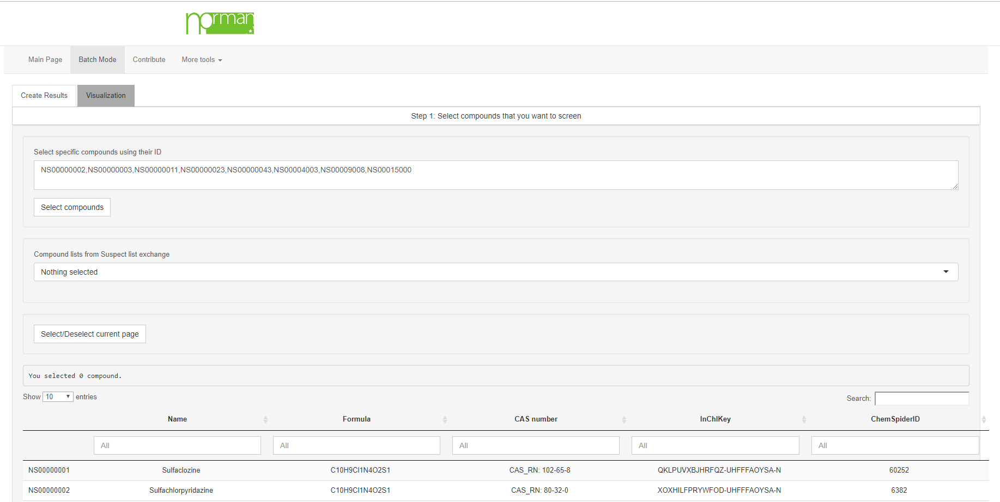 norman
Main Page Batch Mode Contribute More tools
Create Results Visualization
Step 1: Select compounds that you want to screen
Select specific compounds using their ID
NS00000002,NS00000003,NS00000011,NS00000023,NS00000043,NS00004003,NS00009008,NS00015000
Select compounds
Compound lists from Suspect list exchange
Nothing selected
Select/Deselect current page
You selected 0 compound.
Show 10 entries Search:
Name Formula CAS number InChIKey ChemSpiderID
All All All All All
NS00000001 Sulfaclozine C10H9Cl1N4O2S1 CAS_RN: 102-65-8 QKLPUVXBJHRFQZ-UHFFFAOYSA-N 60252
NS00000002 Sulfachlorpyridazine C10H9Cl1N4O2S1 CAS_RN: 80-32-0 XOXHILFPRYWFOD-UHFFFAOYSA-N 6382